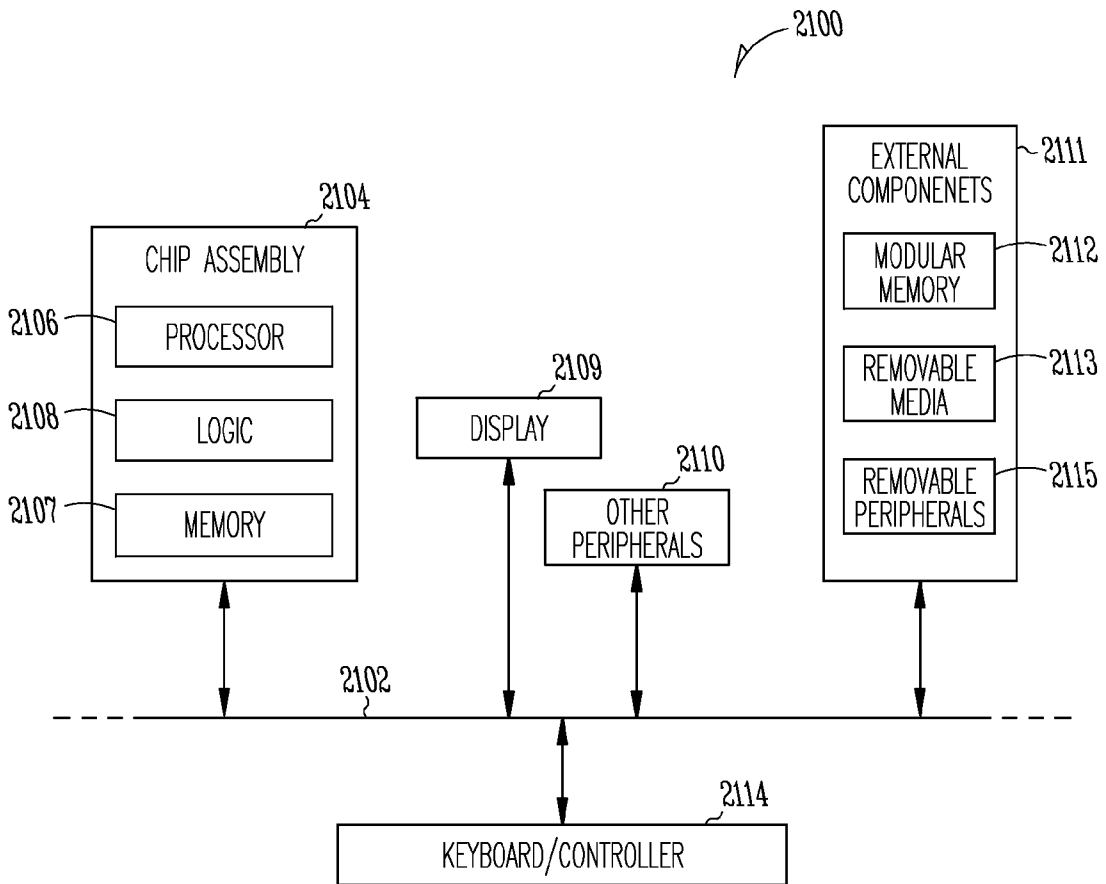 2100
EXTERNAL
COMPONENETS
2111
MODULAR
MEMORY
2112
REMOVABLE
MEDIA
2113
REMOVABLE
PERIPHERALS
2115
2104
CHIP ASSEMBLY
2106
PROCESSOR
2108
LOGIC
2107
MEMORY
2109
DISPLAY
2110
OTHER
PERIPHERALS
2102
2114
KEYBOARD/CONTROLLER